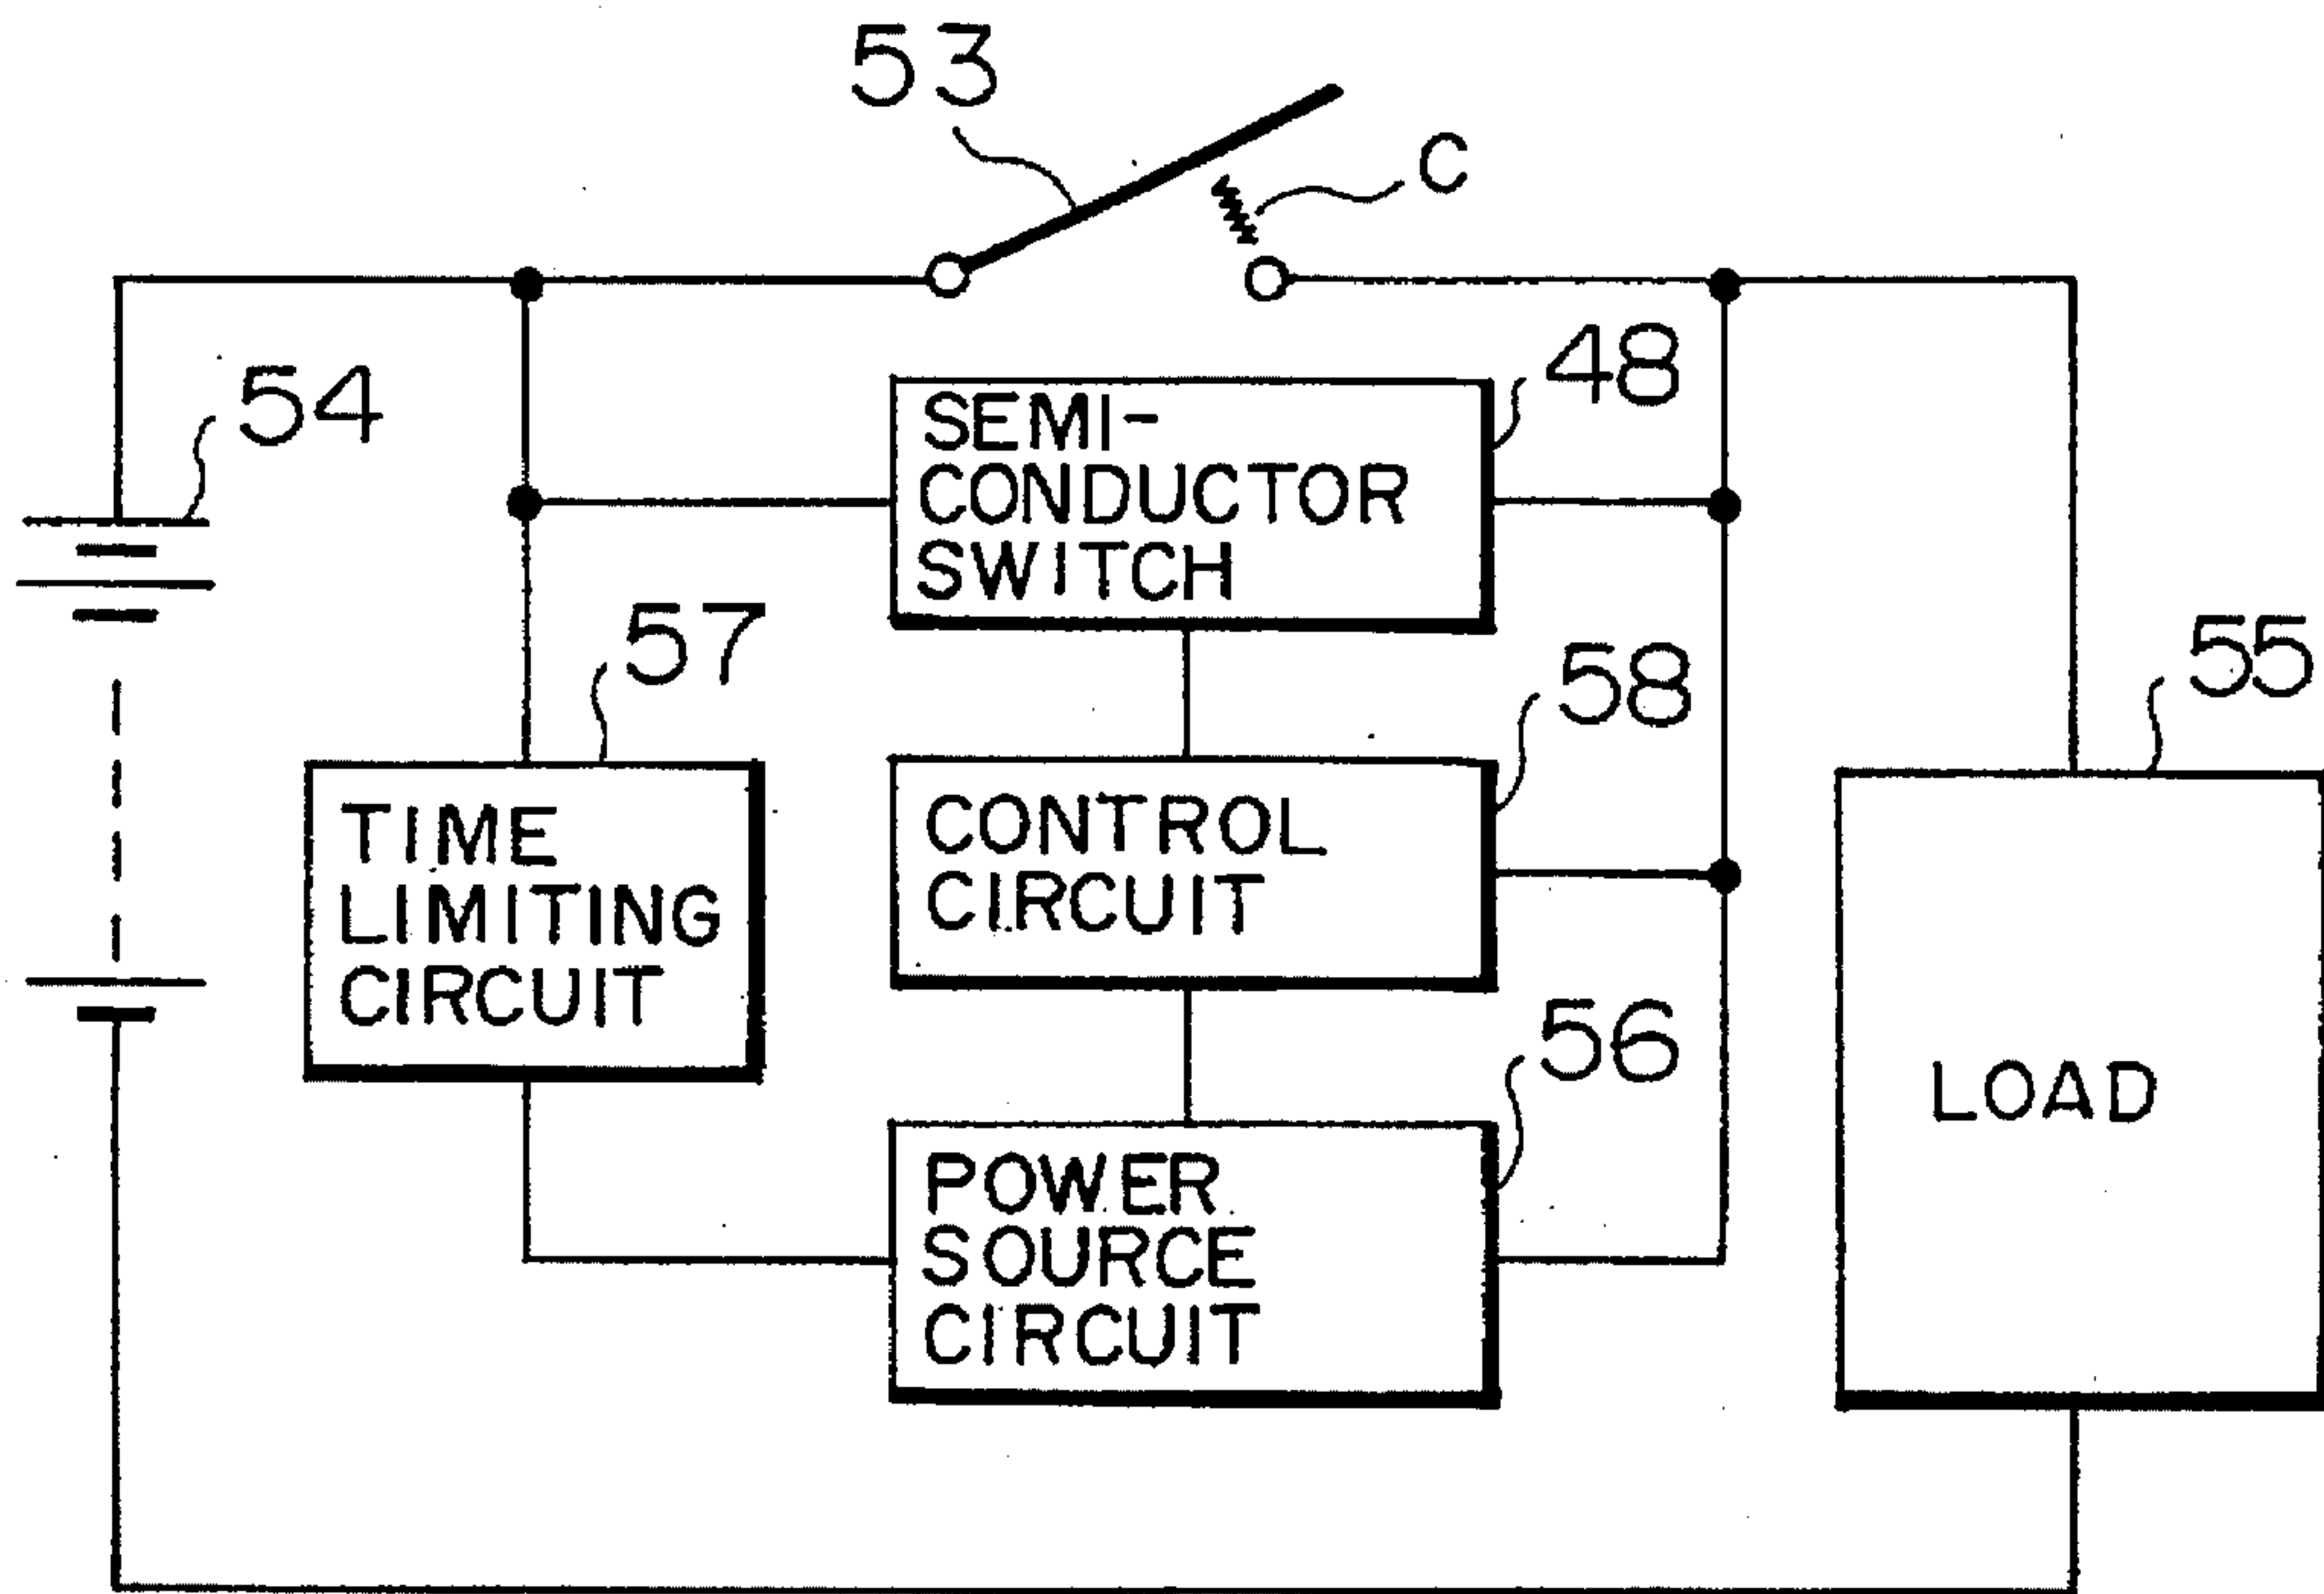 53
C
54
48
SEMI-
CONDUCTOR
SWITCH
57
58
55
TIME
LIMITING
CIRCUIT
CONTROL
CIRCUIT
56
LOAD
POWER
SOURCE
CIRCUIT